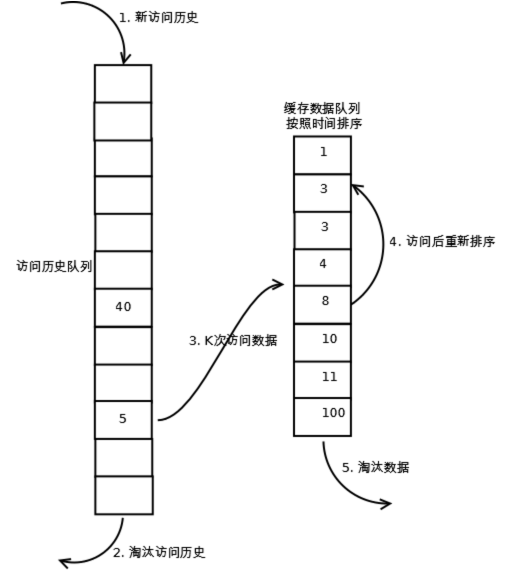 1. 新访问历史
缓存数据队列
按照时间排序
1
3
3
4. 访问后重新排序
访问历史队列
4
40
8
3. K次访问数据
10
11
5
100
5. 淘汰数据
2. 淘汰访问历史